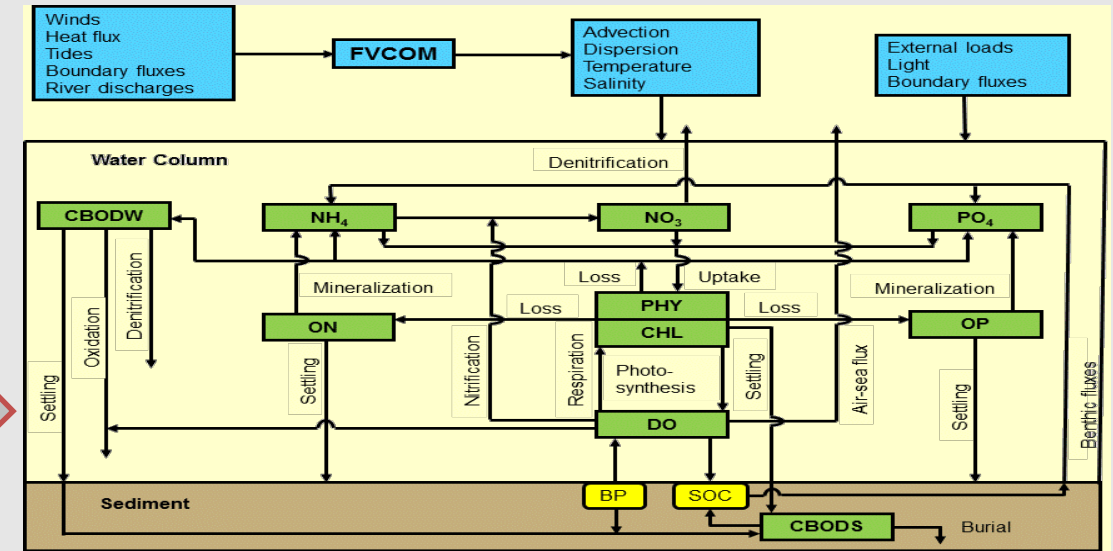 Winds
Heat flux
Tides
Boundary fluxes
River discharges
FVCOM
Advection
Dispersion
Temperature
Salinity
External loads
Light
Boundary fluxes
Water Column
Denitrification
CBODW
NH₄
NO₃
PO₄
Denitrification
Oxidation
Settling
Mineralization
Loss
Uptake
Mineralization
Loss
PHY
Loss
ON
CHL
OP
Settling
Nitrification
Respiration
Photo-
synthesis
Settling
Air-sea flux
Settling
Benthic fluxes
DO
Sediment
BP
SOC
CBODS
Burial